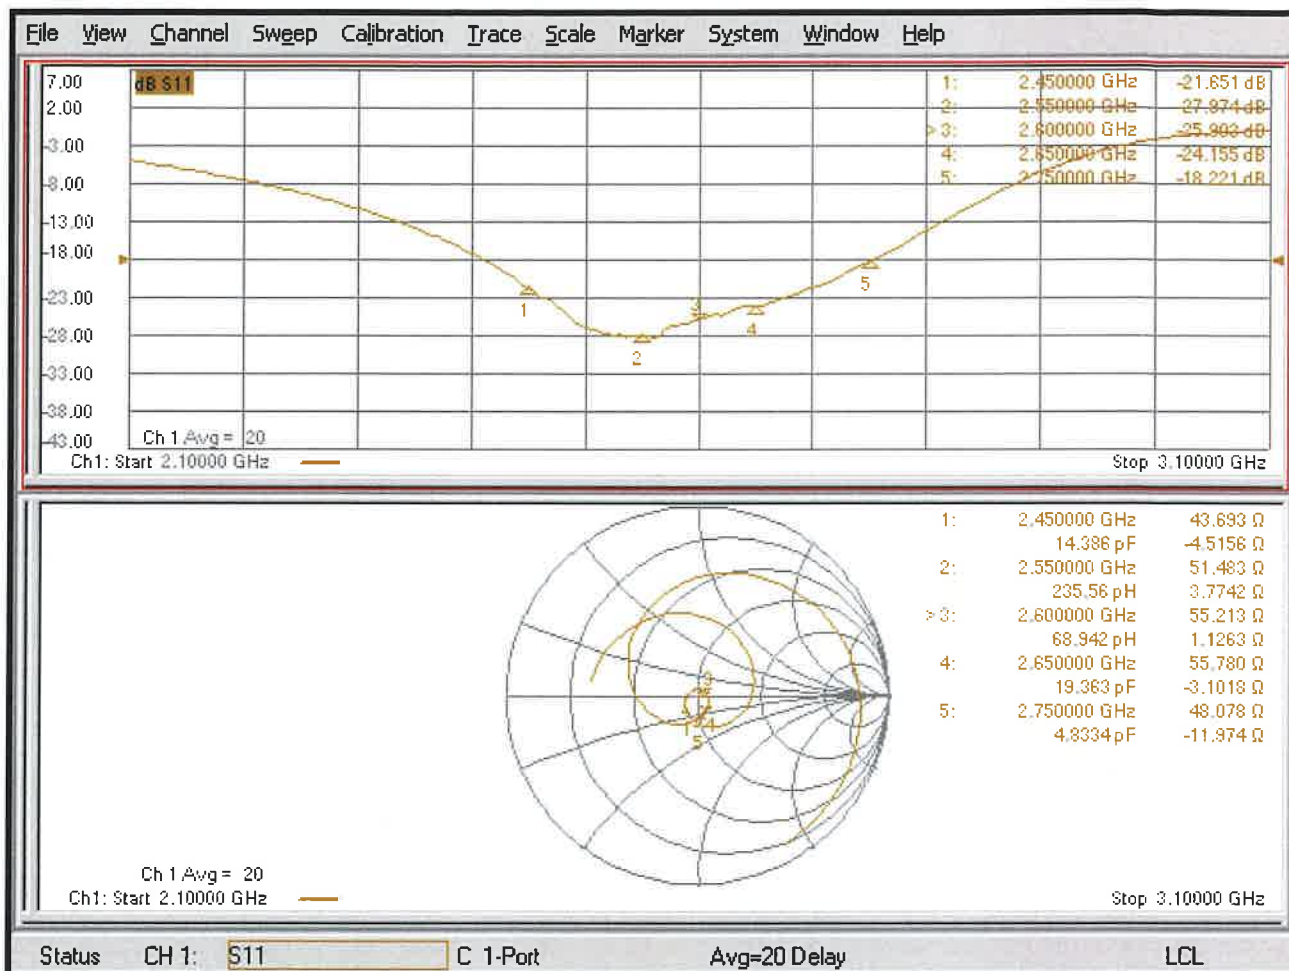 File View Channel Sweep Calibration Trace Scale Marker System Window Help
7.00
2.00
-3.00
-8.00
-13.00
-18.00
-23.00
-28.00
-33.00
-38.00
-43.00
dB S11
1: 2.450000 GHz -21.651 dB
2: 2.550000 GHz -27.974 dB
> 3: 2.600000 GHz -25.903 dB
4: 2.650000 GHz -24.155 dB
5: 2.750000 GHz -18.221 dB
1
2
3
4
5
Ch 1 Avg = 20
Ch1: Start 2.10000 GHz
Stop 3.10000 GHz
1: 2.450000 GHz 43.693 Ω
14.386 pF -4.5156 Ω
2: 2.550000 GHz 51.483 Ω
235.56 pH 3.7742 Ω
> 3: 2.600000 GHz 55.213 Ω
68.942 pH 1.1263 Ω
4: 2.650000 GHz 55.780 Ω
19.363 pF -3.1018 Ω
5: 2.750000 GHz 48.078 Ω
4.8334 pF -11.974 Ω
3
1
4
5
Ch 1 Avg = 20
Ch1: Start 2.10000 GHz
Stop 3.10000 GHz
Status CH 1: S11 C 1-Port Avg=20 Delay LCL